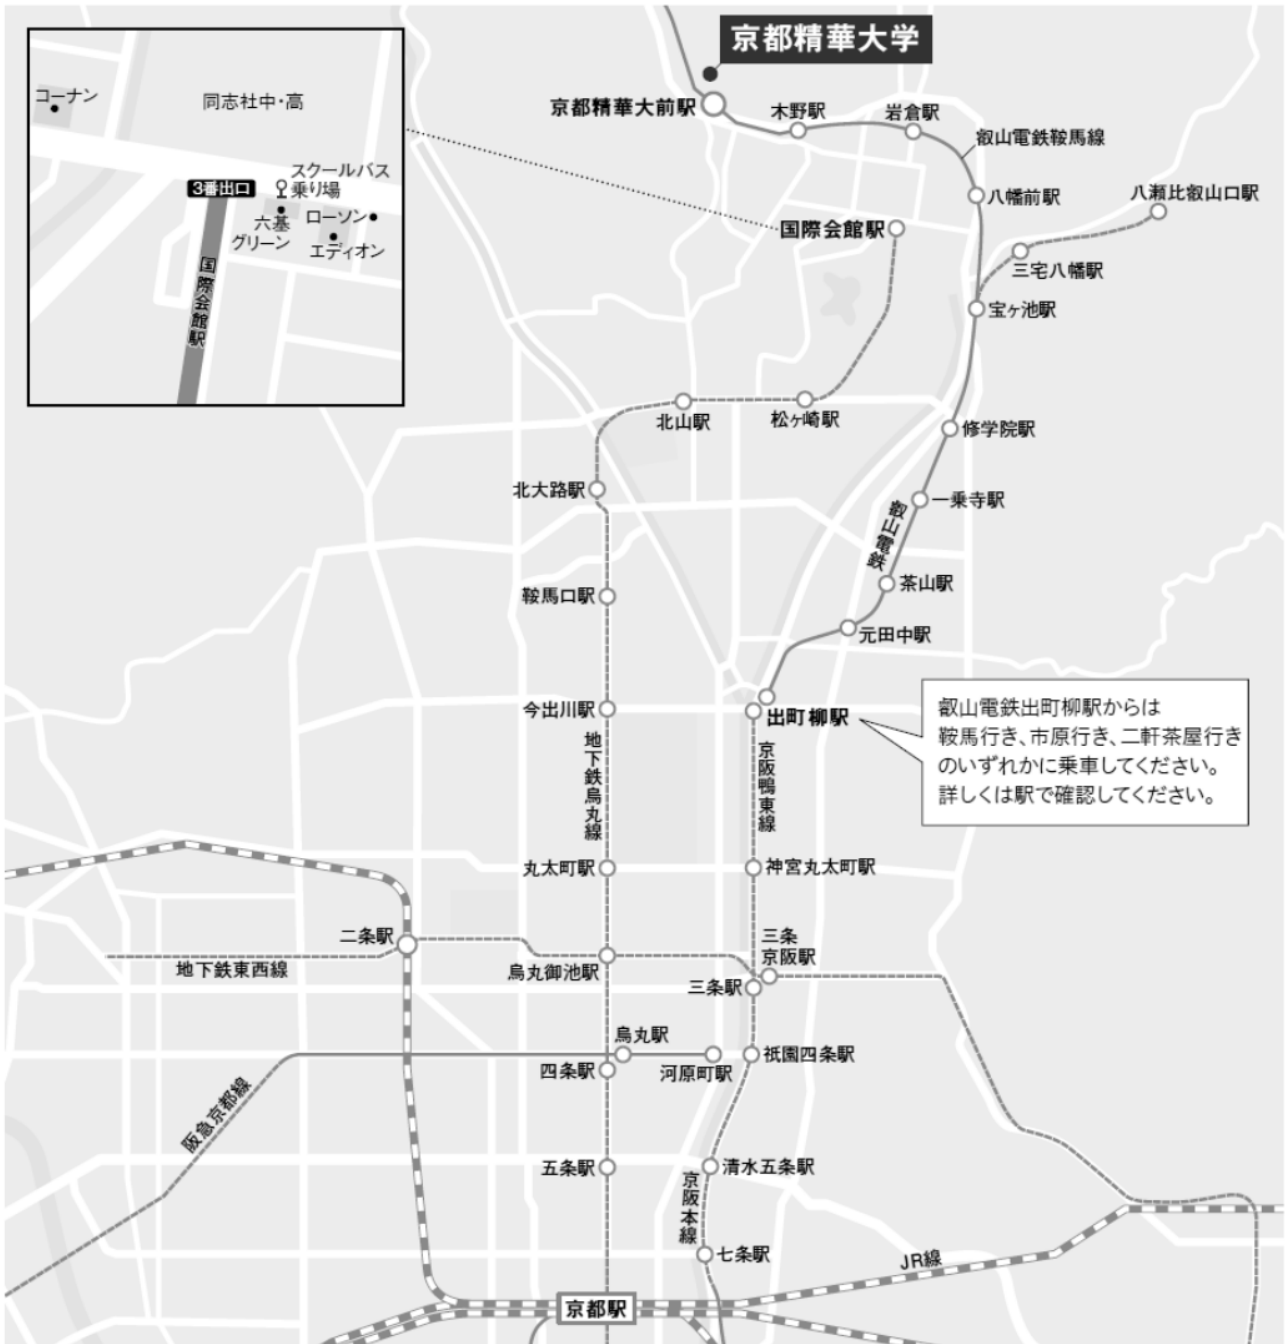 京都精華大学
京都精華大前駅
木野駅
岩倉駅
叡山電鉄鞍馬線
八幡前駅
八瀬比叡山口駅
国際会館駅
三宅八幡駅
宝ヶ池駅
コーナン
同志社中・高
スクールバス
乗り場
3番出口
六基
グリーン
ローソン
エディオン
国際会館駅
北山駅
松ヶ崎駅
修学院駅
北大路駅
一乗寺駅
叡山電鉄
茶山駅
鞍馬口駅
元田中駅
今出川駅
出町柳駅
叡山電鉄出町柳駅からは
鞍馬行き、市原行き、二軒茶屋行き
のいずれかに乗車してください。
詳しくは駅で確認してください。
地下鉄烏丸線
京阪鴨東線
丸太町駅
神宮丸太町駅
二条駅
地下鉄東西線
烏丸御池駅
三条
京阪駅
三条駅
烏丸駅
四条駅
河原町駅
祇園四条駅
阪急京都線
五条駅
清水五条駅
京阪本線
七条駅
JR線
京都駅